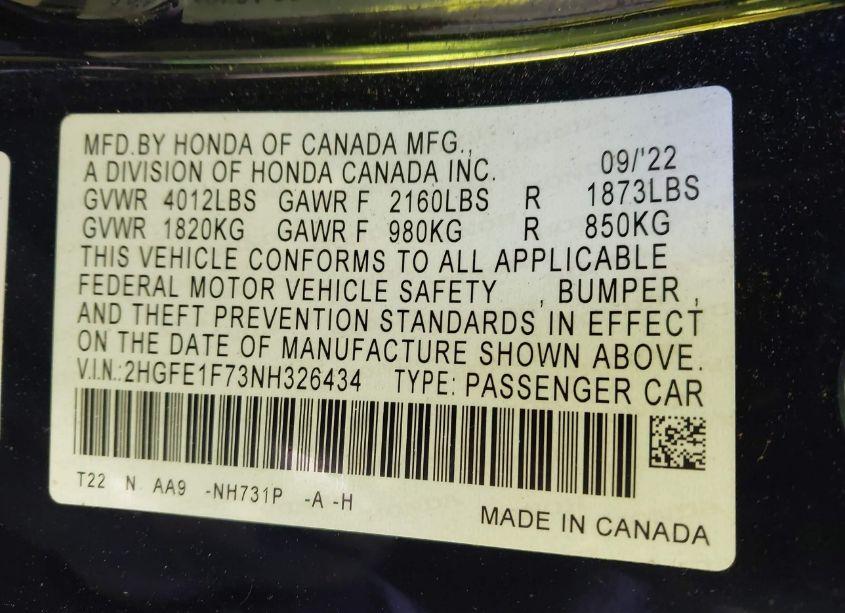 MFD.BY HONDA OF CANADA MFG.,
A DIVISION OF HONDA CANADA INC. 09/'22
GVWR 4012LBS GAWR F 2160LBS R 1873LBS
GVWR 1820KG GAWR F 980KG R 850KG
THIS VEHICLE CONFORMS TO ALL APPLICABLE
FEDERAL MOTOR VEHICLE SAFETY , BUMPER ,
AND THEFT PREVENTION STANDARDS IN EFFECT
ON THE DATE OF MANUFACTURE SHOWN ABOVE.
V.I.N.:2HGFE1F73NH326434 TYPE: PASSENGER CAR
T22 N AA9 -NH731P -A -H
MADE IN CANADA